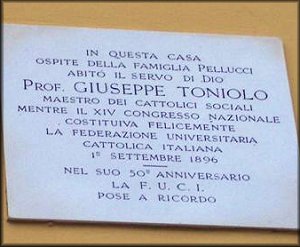 IN QUESTA CASA
OSPITE DELLA FAMIGLIA PELLUCCI
ABITÒ IL SERVO DI DIO
PROF. GIUSEPPE TONIOLO
MAESTRO DEI CATTOLICI SOCIALI
MENTRE IL XIV CONGRESSO NAZIONALE
COSTITUIVA FELICEMENTE
LA FEDERAZIONE UNIVERSITARIA
CATTOLICA ITALIANA
1° SETTEMBRE 1896
NEL SUO 50° ANNIVERSARIO
LA F. U. C. I.
POSE A RICORDO